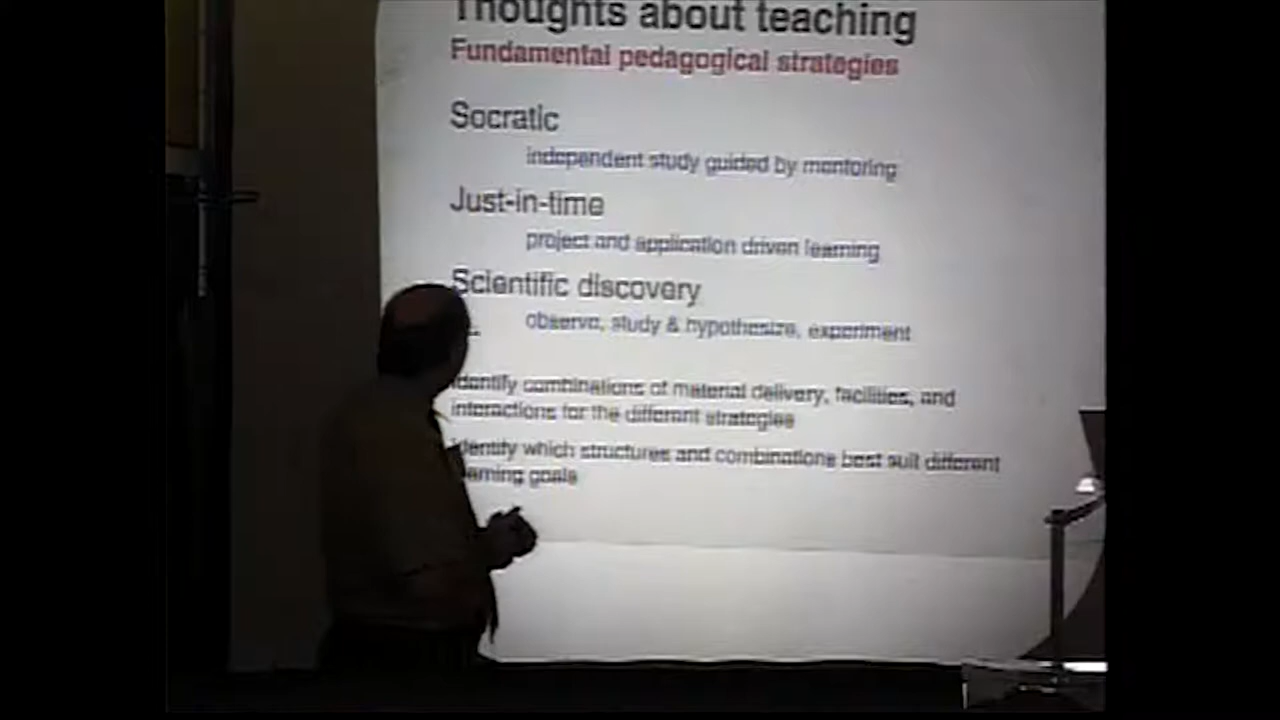 Thoughts about teaching
Fundamental pedagogical strategies
Socratic
independent study guided by mentoring
Just-in-time
project and application driven learning
Scientific discovery
observe, study & hypothesize, experiment
Identify combinations of material delivery, facilities, and
interactions for the different strategies
Identify which structures and combinations best suit different
learning goals